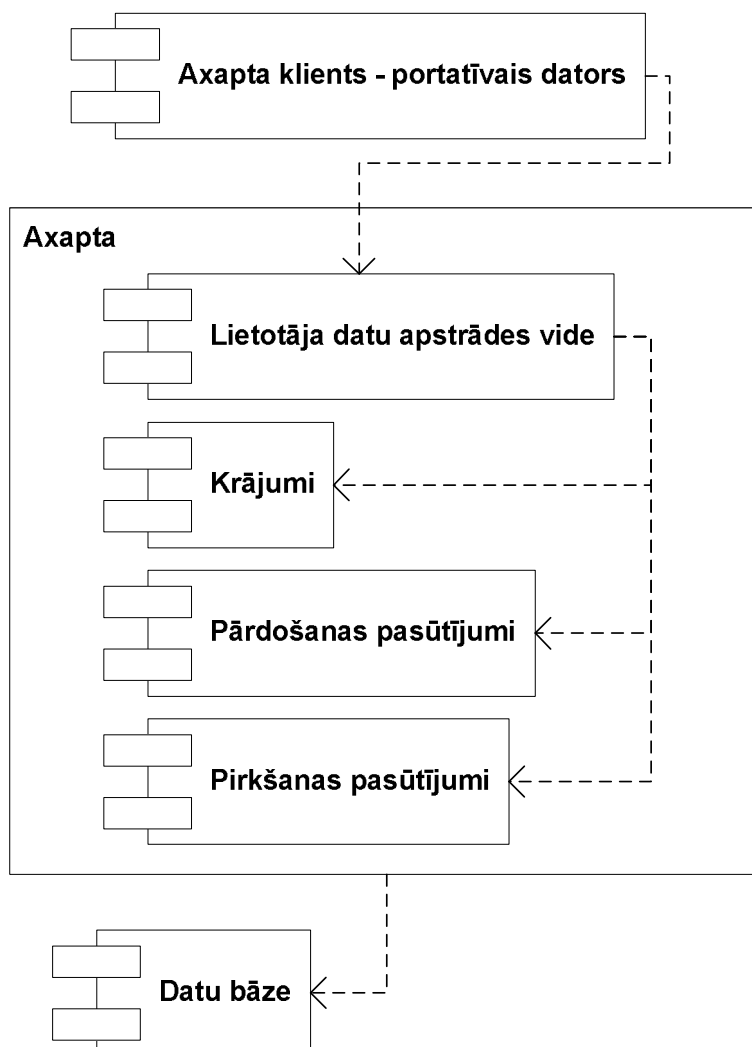 Axapta klients - portatīvais dators
Axapta
Lietotāja datu apstrādes vide
Krājumi
Pārdošanas pasūtījumi
Pirkšanas pasūtījumi
Datu bāze